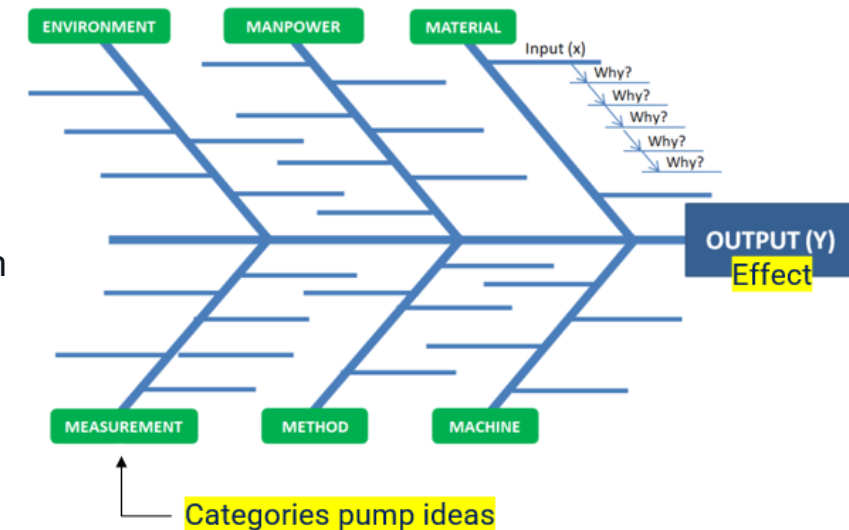 ENVIRONMENT MANPOWER MATERIAL
Input (x)
Why?
Why?
Why?
Why?
Why?
OUTPUT (Y)
Effect
MEASUREMENT METHOD MACHINE
Categories pump ideas